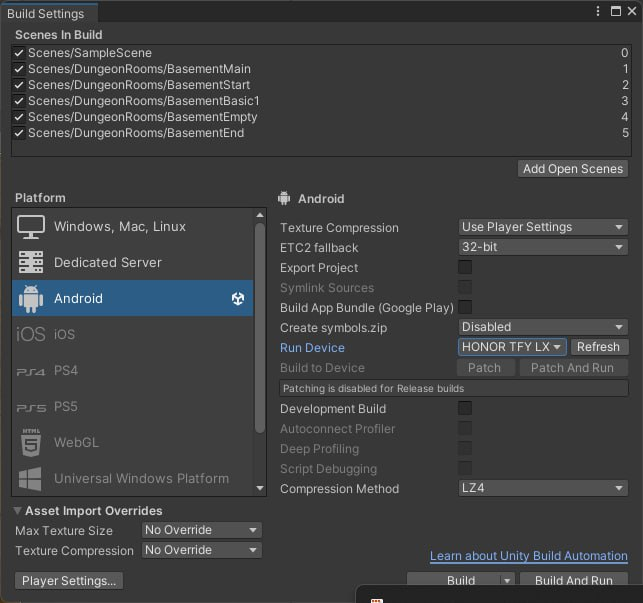 Build Settings
Scenes In Build
Scenes/SampleScene 0
Scenes/DungeonRooms/BasementMain 1
Scenes/DungeonRooms/BasementStart 2
Scenes/DungeonRooms/BasementBasic1 3
Scenes/DungeonRooms/BasementEmpty 4
Scenes/DungeonRooms/BasementEnd 5
Add Open Scenes
Platform
Windows, Mac, Linux
Dedicated Server
Android
iOS iOS
PS4 PS4
PS5 PS5
HTML
5 WebGL
Universal Windows Platform
Android
Texture Compression Use Player Settings
ETC2 fallback 32-bit
Export Project
Symlink Sources
Build App Bundle (Google Play)
Create symbols.zip Disabled
Run Device HONOR TFY LX Refresh
Build to Device Patch Patch And Run
Patching is disabled for Release builds
Development Build
Autoconnect Profiler
Deep Profiling
Script Debugging
Compression Method LZ4
Asset Import Overrides
Max Texture Size No Override
Texture Compression No Override
Learn about Unity Build Automation
Player Settings... Build Build And Run